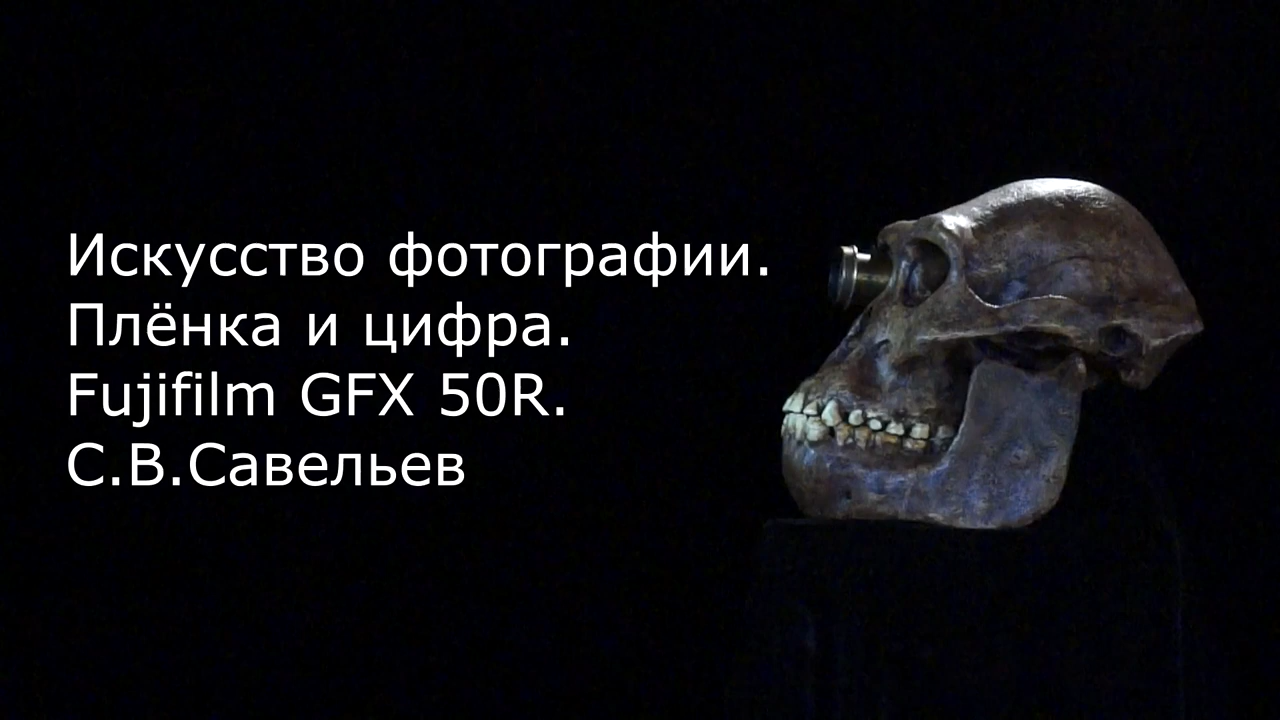 Искусство фотографии.
Плёнка и цифра.
Fujifilm GFX 50R.
С.В.Савельев